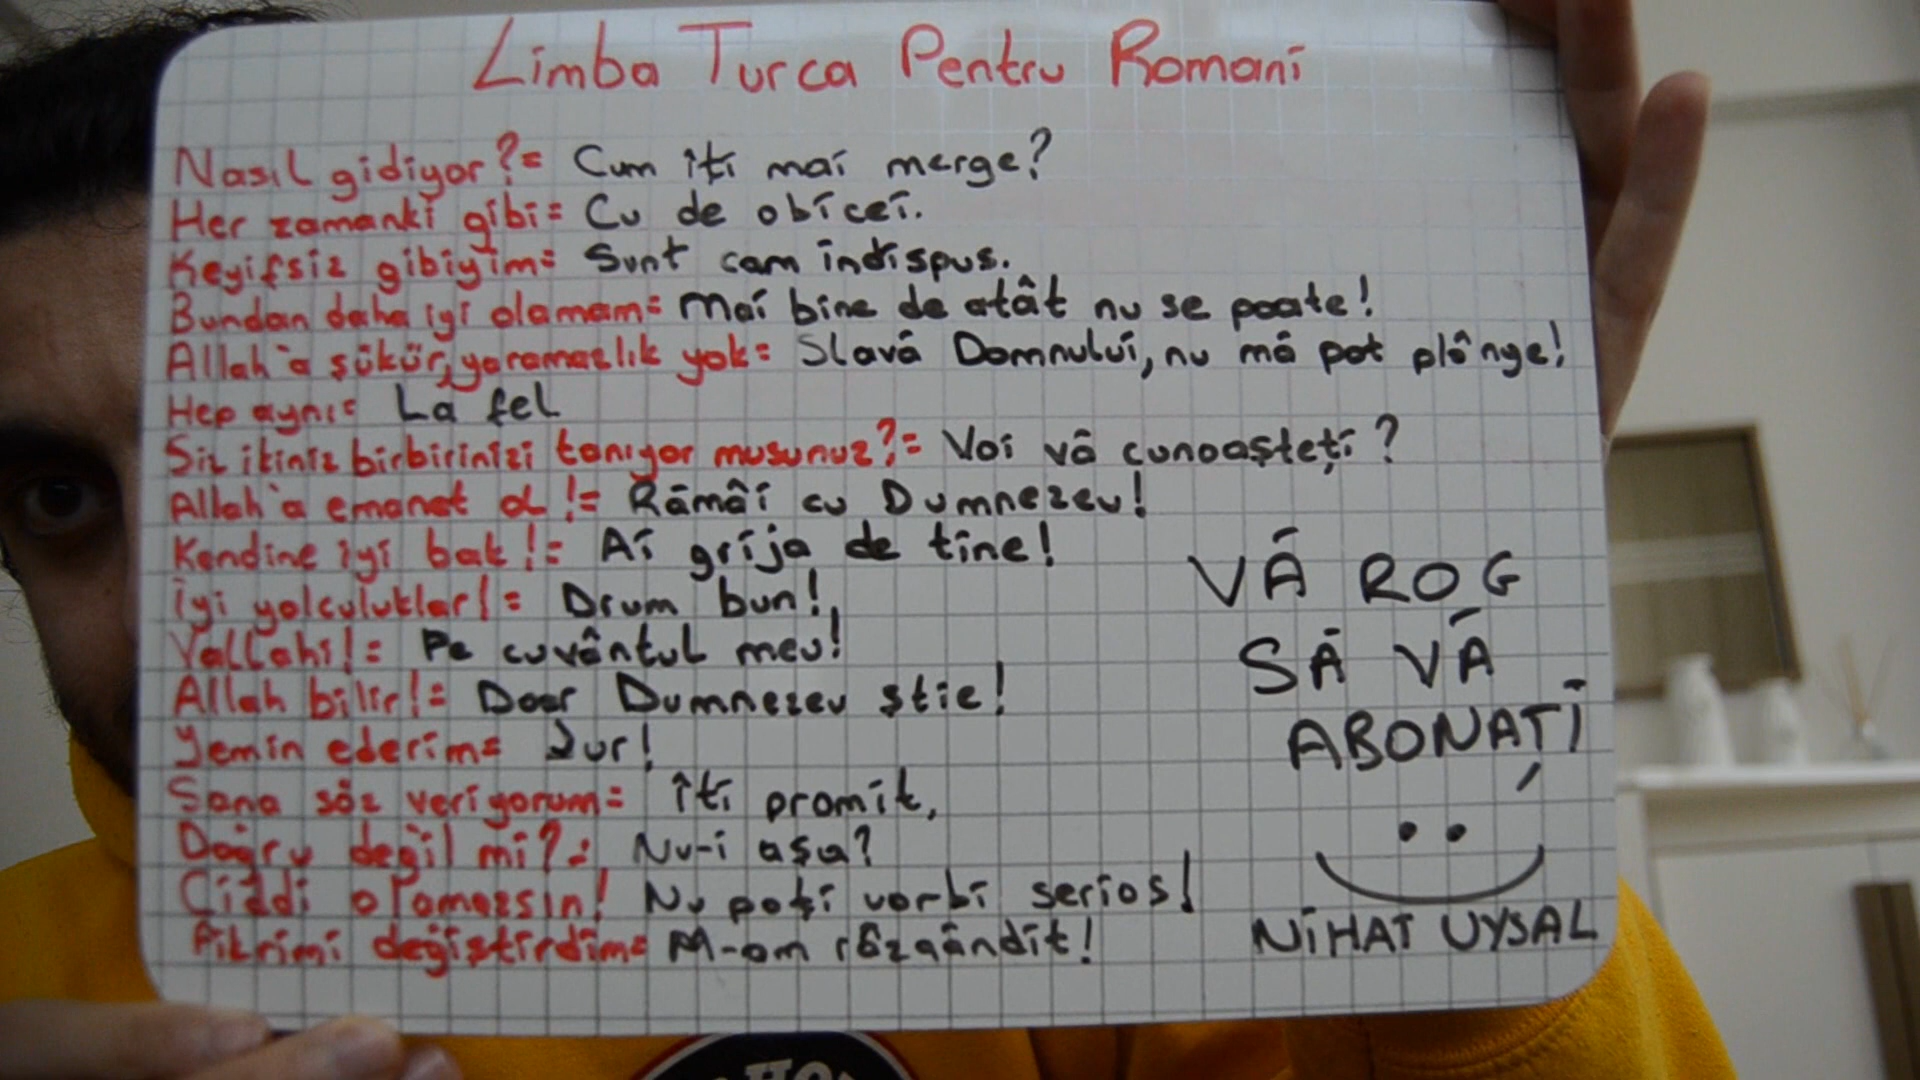 Limba Turca Pentru Romani
Nasıl gidiyor?= Cum îți mai merge?
Her zamanki gibi= Cu de obicei.
Keyifsiz gibiyim= Sunt cam indispus.
Bundan daha iyi olamam= Mai bine de atât nu se poate!
Allah'a şükür, yaramazlık yok= Slavă Domnului, nu mă pot plânge!
Hep aynı= La fel
Siz ikiniz birbirinizi tanıyor musunuz?= Voi vă cunoașteți?
Allah'a emanet ol!= Rămâi cu Dumnezeu!
Kendine iyi bak!= Ai grija de tine!
İyi yolculuklar!= Drum bun!
Vallahi!= Pe cuvântul meu!
Allah bilir!= Doar Dumnezeu știe!
Yemin ederim= Jur!
Sana söz veriyorum= îti promit,
Doğru değil mi?= Nu-i așa?
Ciddi olamazsın! Nu poți vorbi serios!
Fikrimi değiştirdim= M-am răzgândit!
VĂ ROG
SĂ VĂ
ABONAȚİ
NİHAT UYSAL
HO